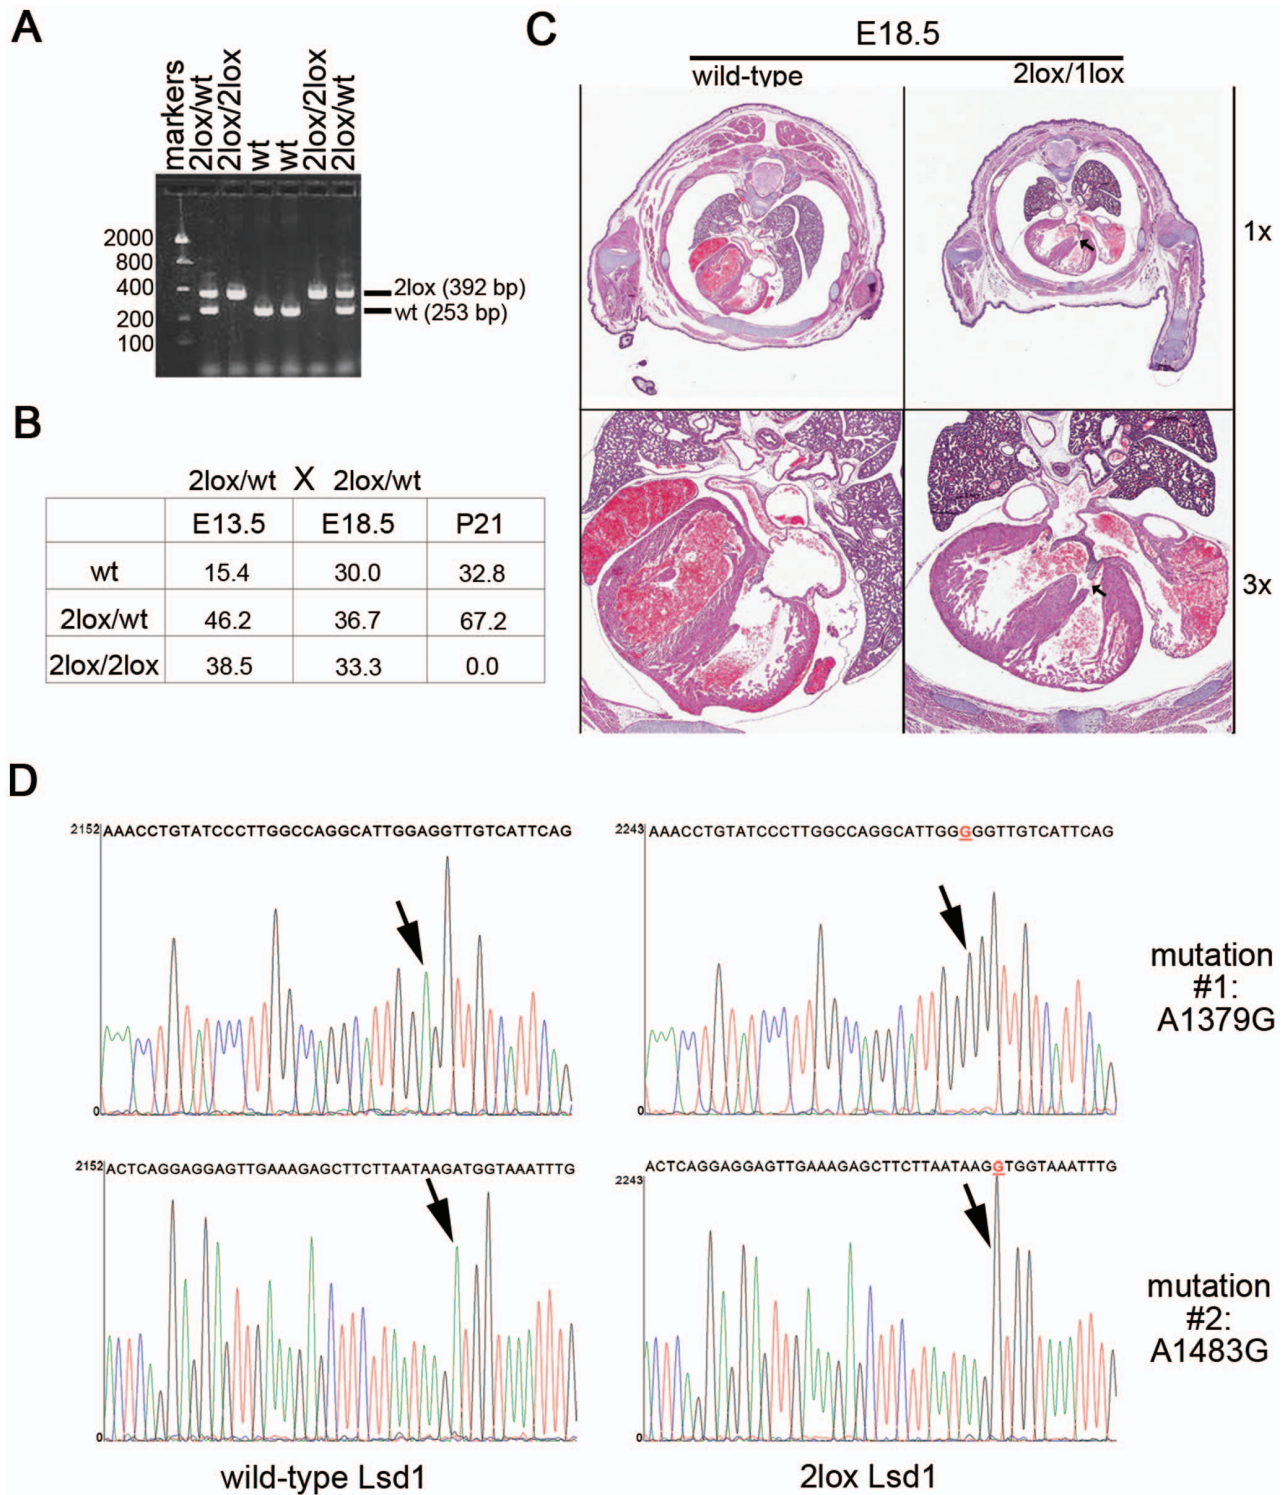 A
markers
2lox/wt
2lox/2lox
wt
wt
2lox/2lox
2lox/wt
2000
800
400
200
100
2lox (392 bp)
wt (253 bp)
B
2lox/wt X 2lox/wt
E13.5 E18.5 P21
wt 15.4 30.0 32.8
2lox/wt 46.2 36.7 67.2
2lox/2lox 38.5 33.3 0.0
C
E18.5
wild-type 2lox/1lox
1x
3x
D
2152 AAACCTGTATCCCTTGGCCAGGCATTGGAGGTTGTCATTCAG
0
2243 AAACCTGTATCCCTTGGCCAGGCATTGGGGGTTGTCATTCAG
0
mutation
#1:
A1379G
2152 ACTCAGGAGGAGTTGAAAGAGCTTCTTAATAAGATGGTAAATTTG
0
2243 ACTCAGGAGGAGTTGAAAGAGCTTCTTAATAAGGTGGTAAATTTG
0
mutation
#2:
A1483G
wild-type Lsd1
2lox Lsd1